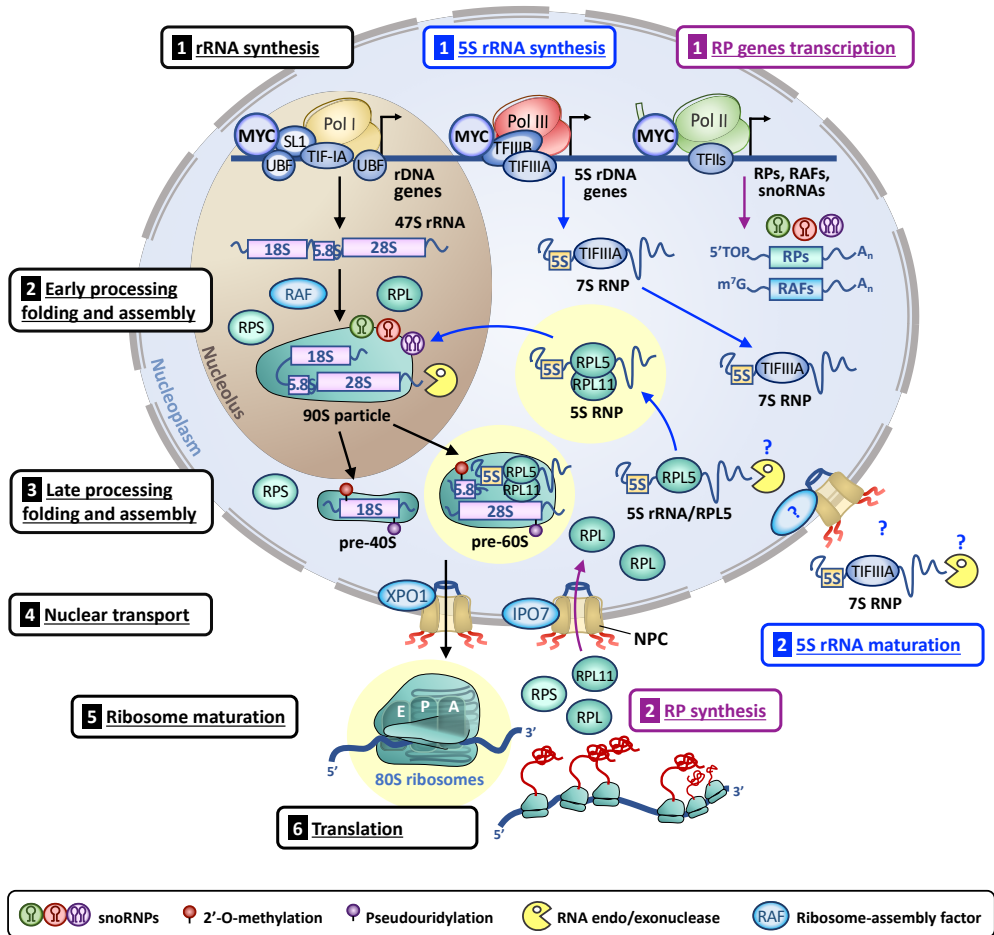 1 rRNA synthesis
1 5S rRNA synthesis
1 RP genes transcription
MYC
SL1
Pol I
UBF
TIF-IA
UBF
rDNA
genes
MYC
Pol III
TFIIIB
TIFIIIA
5S rDNA
genes
MYC
Pol II
TFIIs
RPs, RAFs,
snoRNAs
47S rRNA
18S
5.8S
28S
5S
TIFIIIA
7S RNP
5’TOP
RPs
An
m7G
RAFs
An
2 Early processing
folding and assembly
RAF
RPL
RPS
18S
5.8S
28S
90S particle
Nucleolus
Nucleoplasm
5S
RPL5
RPL11
5S RNP
5S
TIFIIIA
7S RNP
3 Late processing
folding and assembly
RPS
18S
pre-40S
5S
RPL5
5.8S
RPL11
28S
pre-60S
5S
RPL5
?
5S rRNA/RPL5
?
?
?
5S
TIFIIIA
7S RNP
RPL
RPL
4 Nuclear transport
XPO1
IPO7
NPC
2 5S rRNA maturation
5 Ribosome maturation
E P A
5’
3’
80S ribosomes
RPL11
RPS
RPL
2 RP synthesis
5’
3’
6 Translation
snoRNPs
2’-O-methylation
Pseudouridylation
RNA endo/exonuclease
RAF
Ribosome-assembly factor